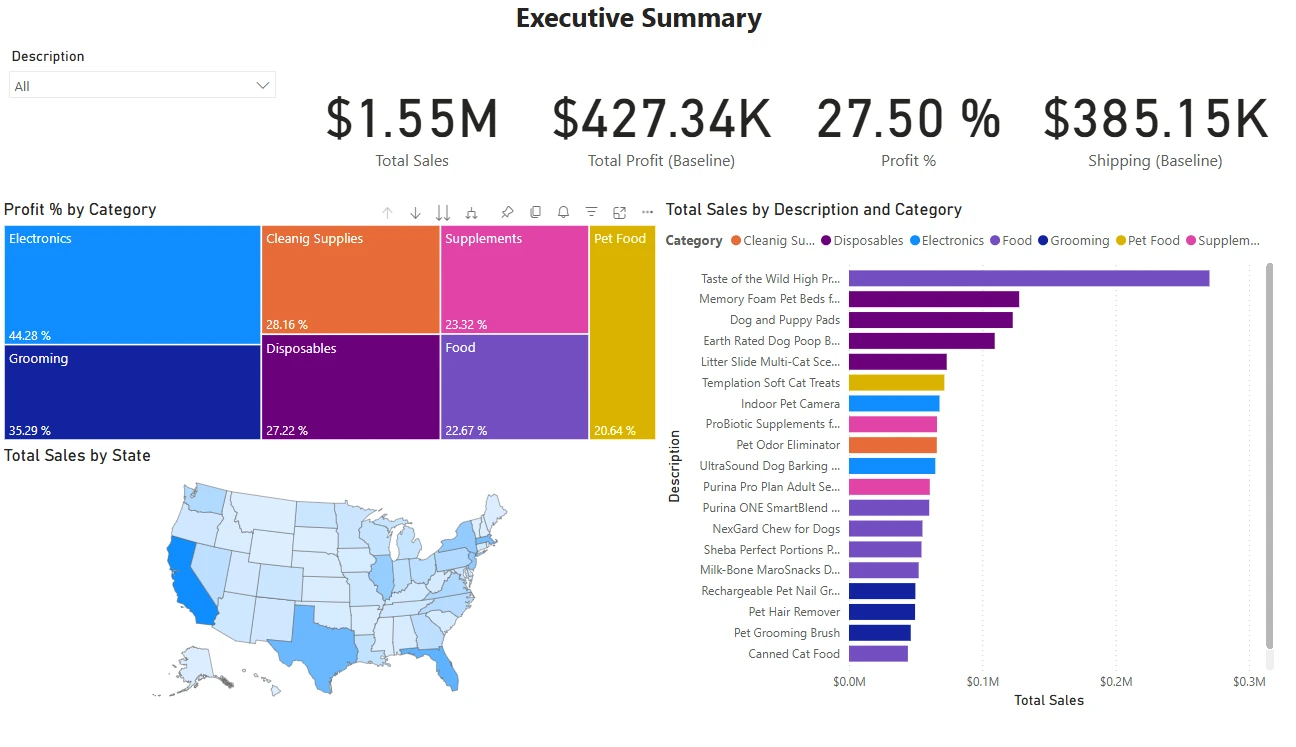 Executive Summary
Description
All
$1.55M
Total Sales
$427.34K
Total Profit (Baseline)
27.50 %
Profit %
$385.15K
Shipping (Baseline)
Profit % by Category
Electronics
44.28 %
Grooming
35.29 %
Cleanig Supplies
28.16 %
Disposables
27.22 %
Supplements
23.32 %
Food
22.67 %
Pet Food
20.64 %
Total Sales by State
Total Sales by Description and Category
Category Cleanig Su... Disposables Electronics Food Grooming Pet Food Supplem...
Description
Taste of the Wild High Pr...
Memory Foam Pet Beds f...
Dog and Puppy Pads
Earth Rated Dog Poop B...
Litter Slide Multi-Cat Sce...
Templation Soft Cat Treats
Indoor Pet Camera
ProBiotic Supplements f...
Pet Odor Eliminator
UltraSound Dog Barking ...
Purina Pro Plan Adult Se...
Purina ONE SmartBlend ...
NexGard Chew for Dogs
Sheba Perfect Portions P...
Milk-Bone MaroSnacks D...
Rechargeable Pet Nail Gr...
Pet Hair Remover
Pet Grooming Brush
Canned Cat Food
$0.0M $0.1M $0.2M $0.3M
Total Sales